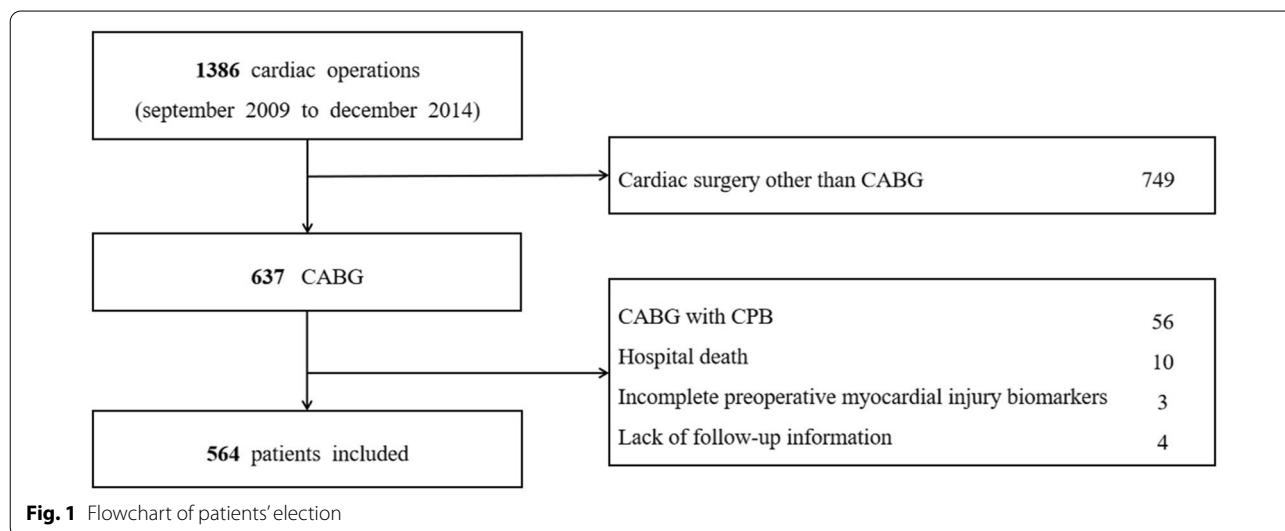 1386 cardiac operations
(september 2009 to december 2014)
Cardiac surgery other than CABG 749
637 CABG
CABG with CPB 56
Hospital death 10
Incomplete preoperative myocardial injury biomarkers 3
Lack of follow-up information 4
564 patients included
Fig. 1 Flowchart of patients' election